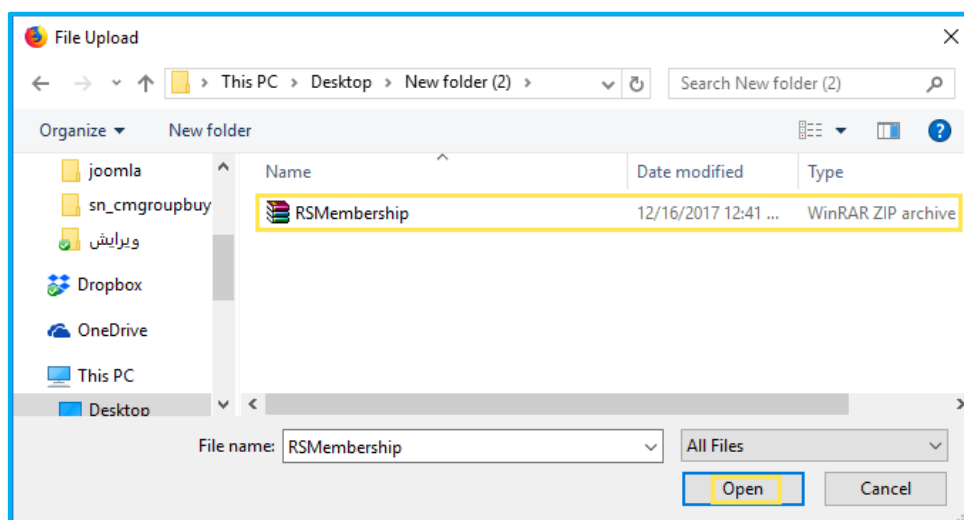 File Upload
This PC > Desktop > New folder (2) >
Search New folder (2)
Organize
New folder
joomla
sn_cmgroupbuy
ویرایش
Dropbox
OneDrive
This PC
Desktop
Name Date modified Type
RSMembership 12/16/2017 12:41 ... WinRAR ZIP archive
File name: RSMembership All Files
Open Cancel